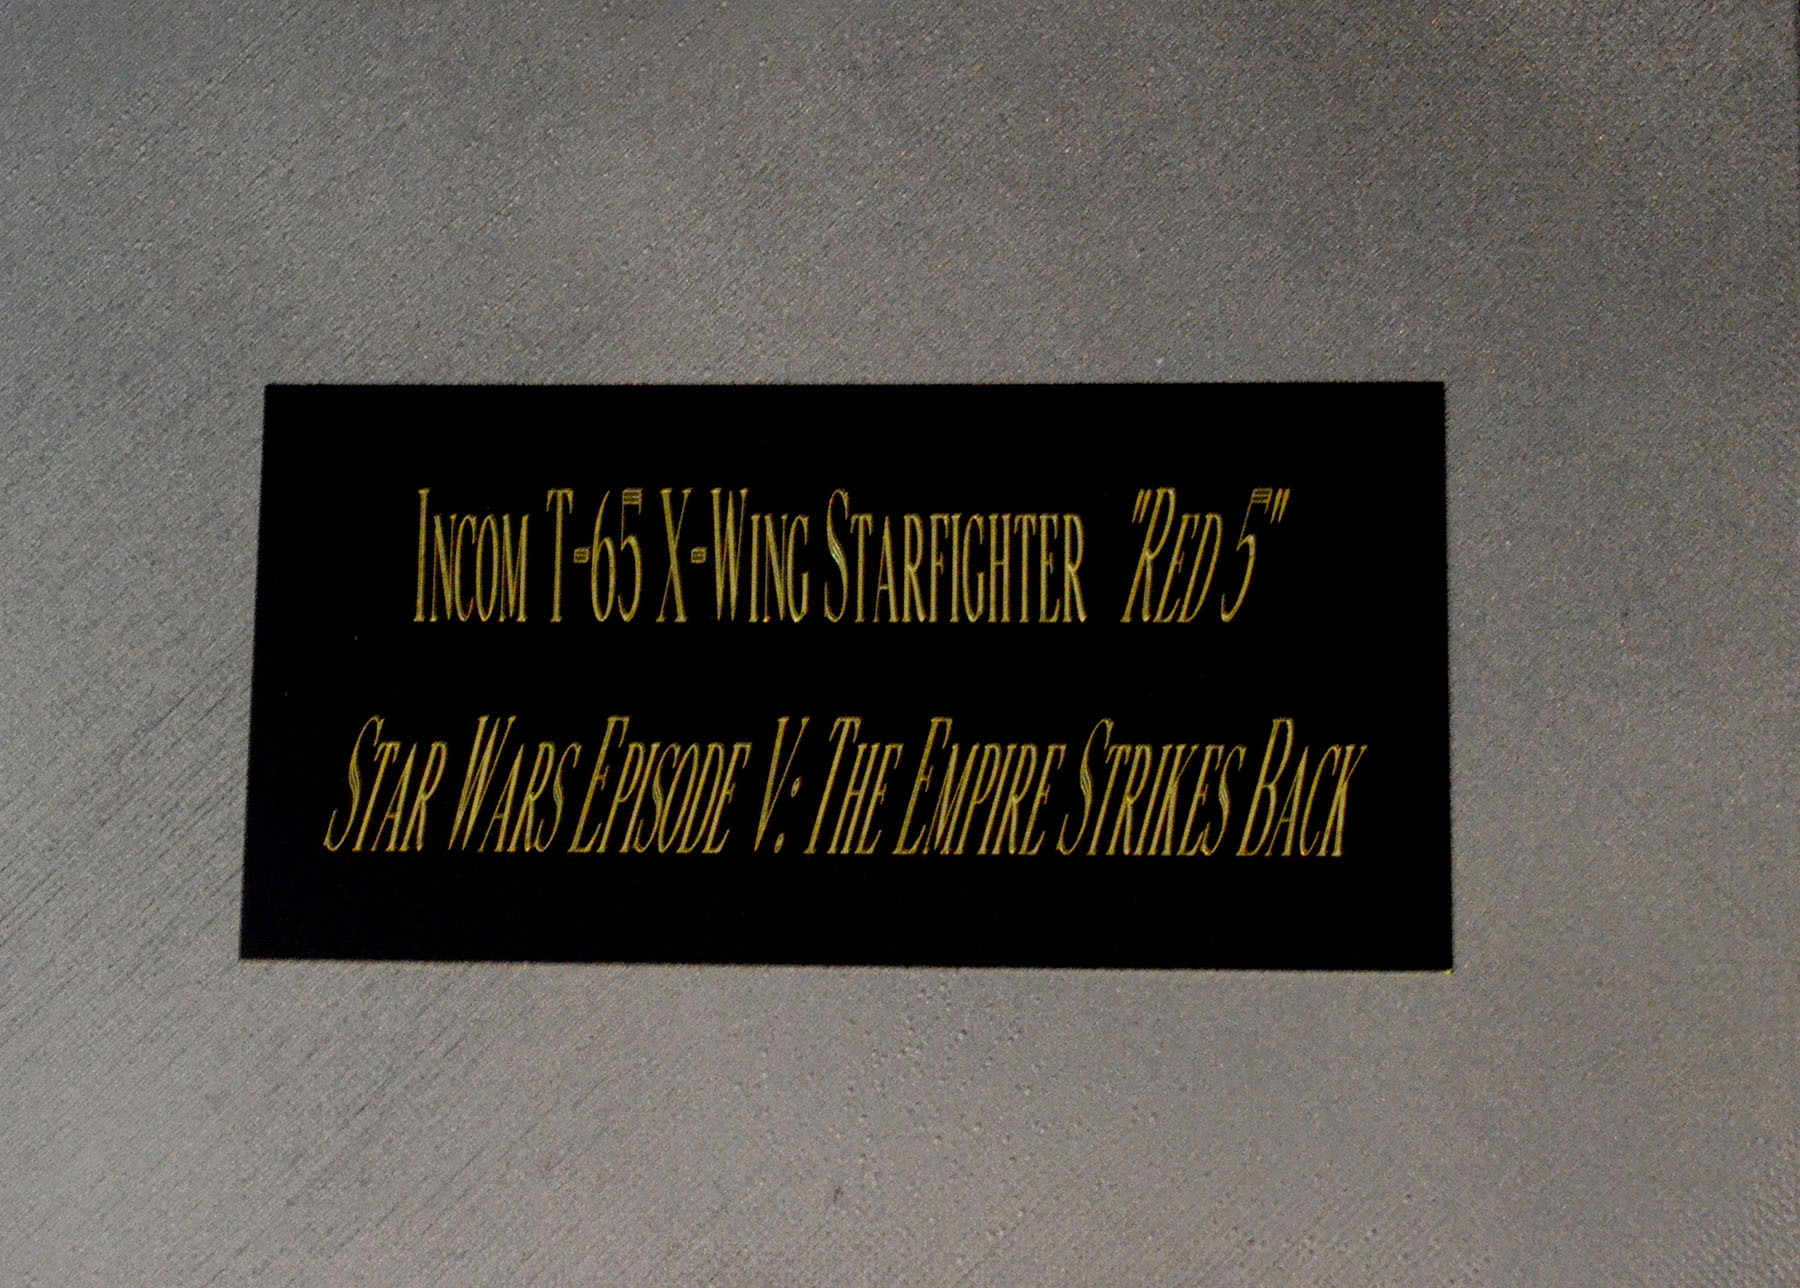 Incom T-65 X-Wing Starfighter "Red 5"
Star Wars Episode V: The Empire Strikes Back